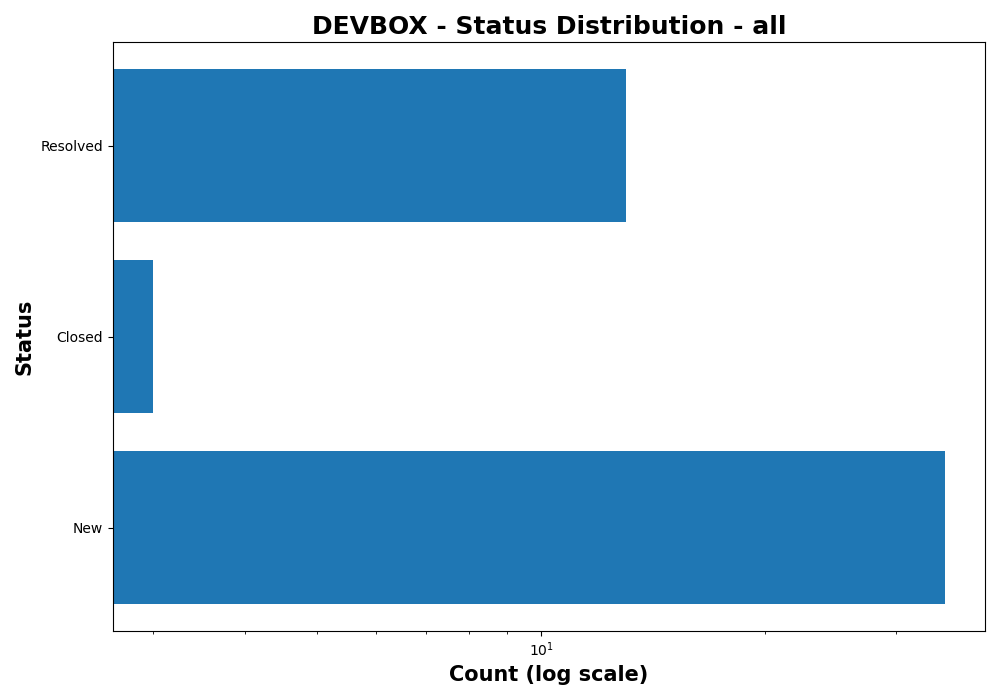 DEVBOX - Status Distribution - all
Resolved
Closed
New
Status
10¹
Count (log scale)